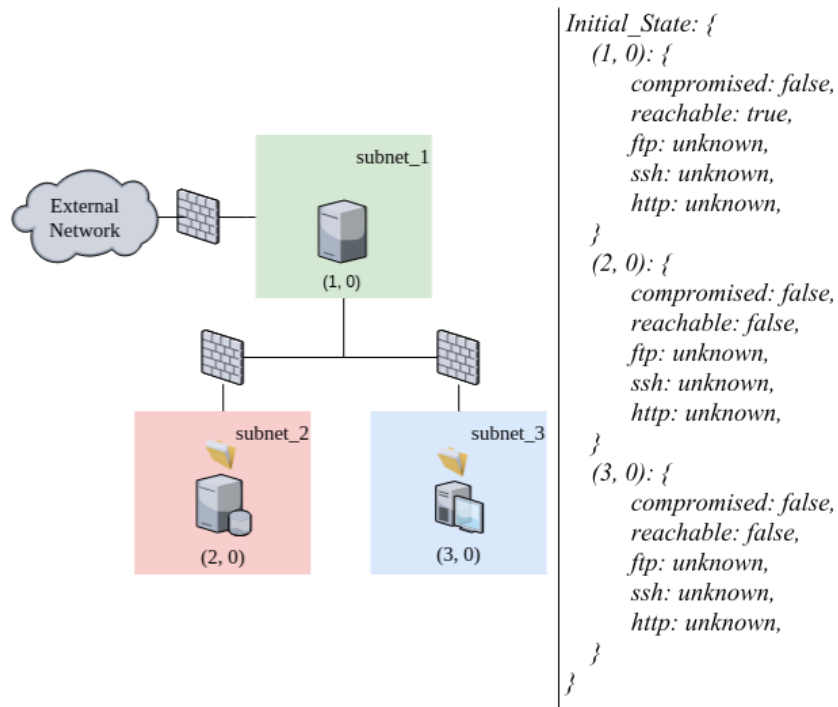 External
Network
subnet_1
(1, 0)
subnet_2
(2, 0)
subnet_3
(3, 0)
Initial_State: {
(1, 0): {
compromised: false,
reachable: true,
ftp: unknown,
ssh: unknown,
http: unknown,
}
(2, 0): {
compromised: false,
reachable: false,
ftp: unknown,
ssh: unknown,
http: unknown,
}
(3, 0): {
compromised: false,
reachable: false,
ftp: unknown,
ssh: unknown,
http: unknown,
}
}